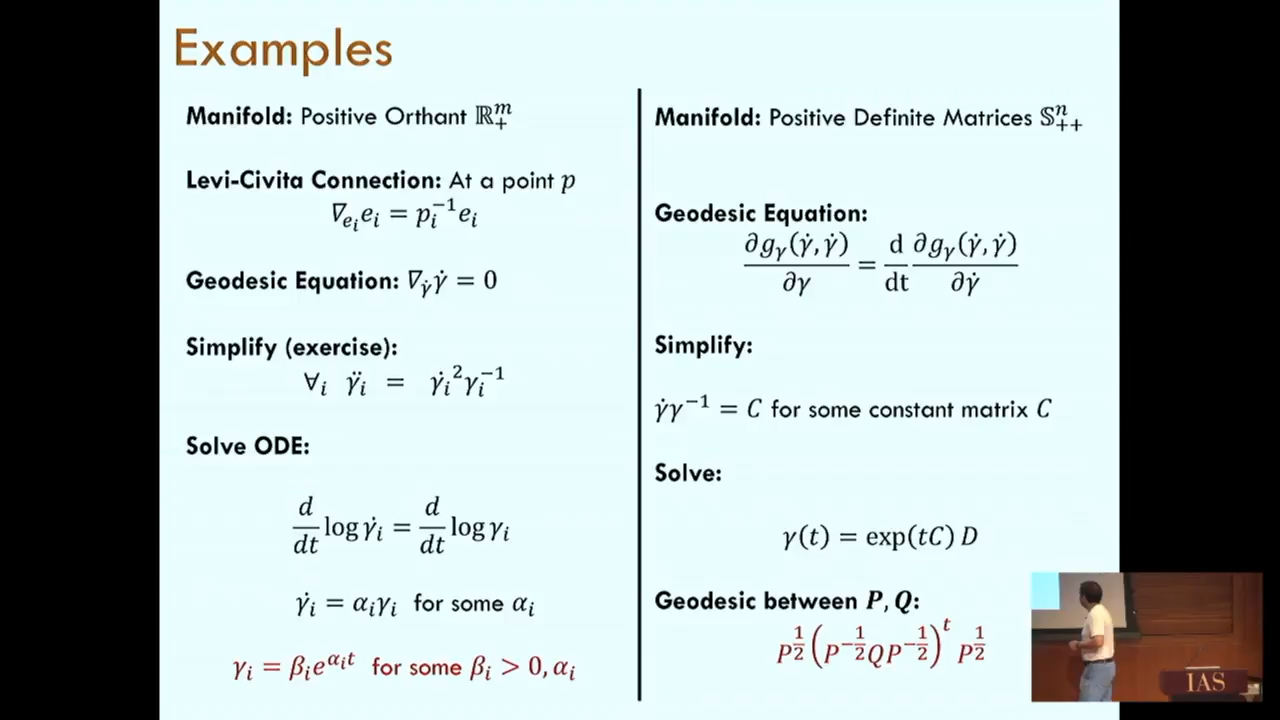 Examples
Manifold: Positive Orthant ℝ₊ᵐ
Levi-Civita Connection: At a point p
∇_{e_i} e_i = p_i^{-1} e_i
Geodesic Equation: ∇_{γ̇} γ̇ = 0
Simplify (exercise):
∀_i γ̈_i = γ̇_i^2 γ_i^{-1}
Solve ODE:
d/dt log γ̇_i = d/dt log γ_i
γ̇_i = α_i γ_i for some α_i
γ_i = β_i e^{α_i t} for some β_i > 0, α_i
Manifold: Positive Definite Matrices 𝕊ⁿ₊₊
Geodesic Equation:
∂g_γ(γ̇, γ̇)/∂γ = d/dt ∂g_γ(γ̇, γ̇)/∂γ̇
Simplify:
γ̇γ^{-1} = C for some constant matrix C
Solve:
γ(t) = exp(tC) D
Geodesic between P, Q:
P^{1/2} (P^{-1/2} Q P^{-1/2})^t P^{1/2}
IAS